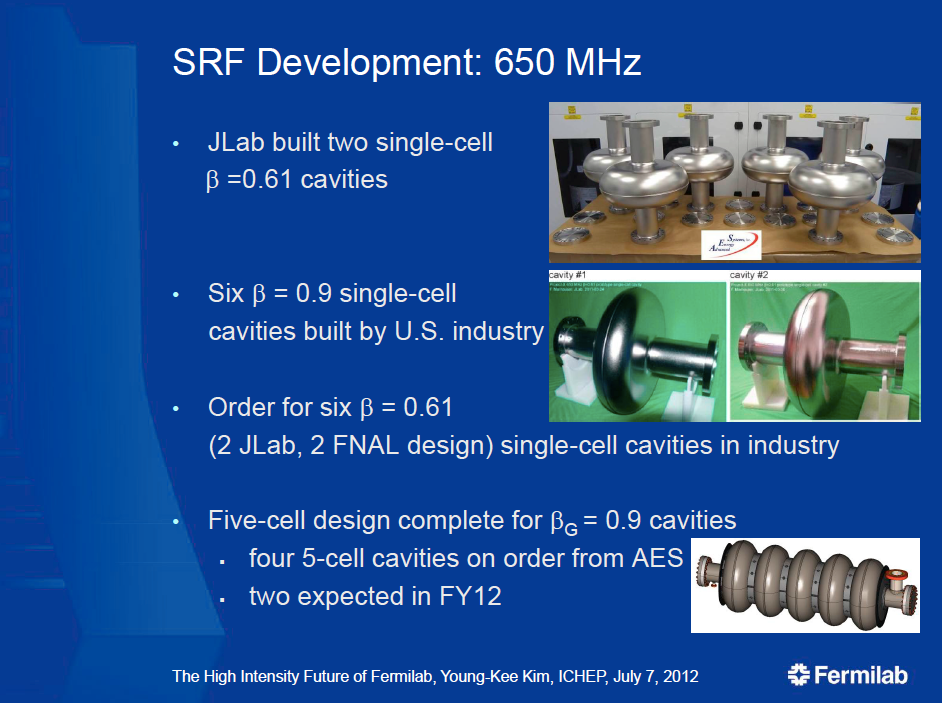 SRF Development: 650 MHz
• JLab built two single-cell
β =0.61 cavities
• Six β = 0.9 single-cell
cavities built by U.S. industry
• Order for six β = 0.61
(2 JLab, 2 FNAL design) single-cell cavities in industry
• Five-cell design complete for βG = 0.9 cavities
▪ four 5-cell cavities on order from AES
▪ two expected in FY12
Advanced
Energy
Systems,
cavity #1
cavity #2
The High Intensity Future of Fermilab, Young-Kee Kim, ICHEP, July 7, 2012
Fermilab